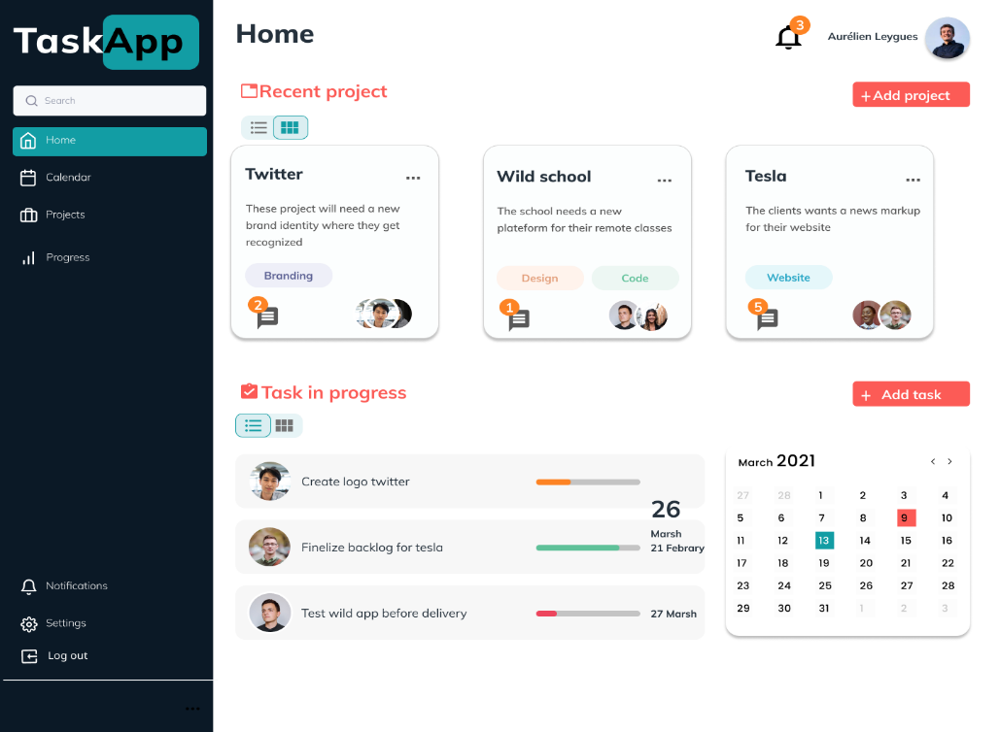 TaskApp
Search
Home
Calendar
Projects
Progress
Notifications
Settings
Log out
...
Home
3
Aurélien Leygues
Recent project
+ Add project
Twitter
...
These project will need a new
brand identity where they get
recognized
Branding
2
Wild school
...
The school needs a new
plateform for their remote classes
Design
Code
1
Tesla
...
The clients wants a news markup
for their website
Website
5
Task in progress
+ Add task
Create logo twitter
26
Marsh
Finelize backlog for tesla
21 Febrary
Test wild app before delivery
27 Marsh
March 2021
< >
27 28 1 2 3 4
5 6 7 8 9 10
11 12 13 14 15 16
17 18 19 20 21 22
23 24 25 26 27 28
29 30 31 1 2 3